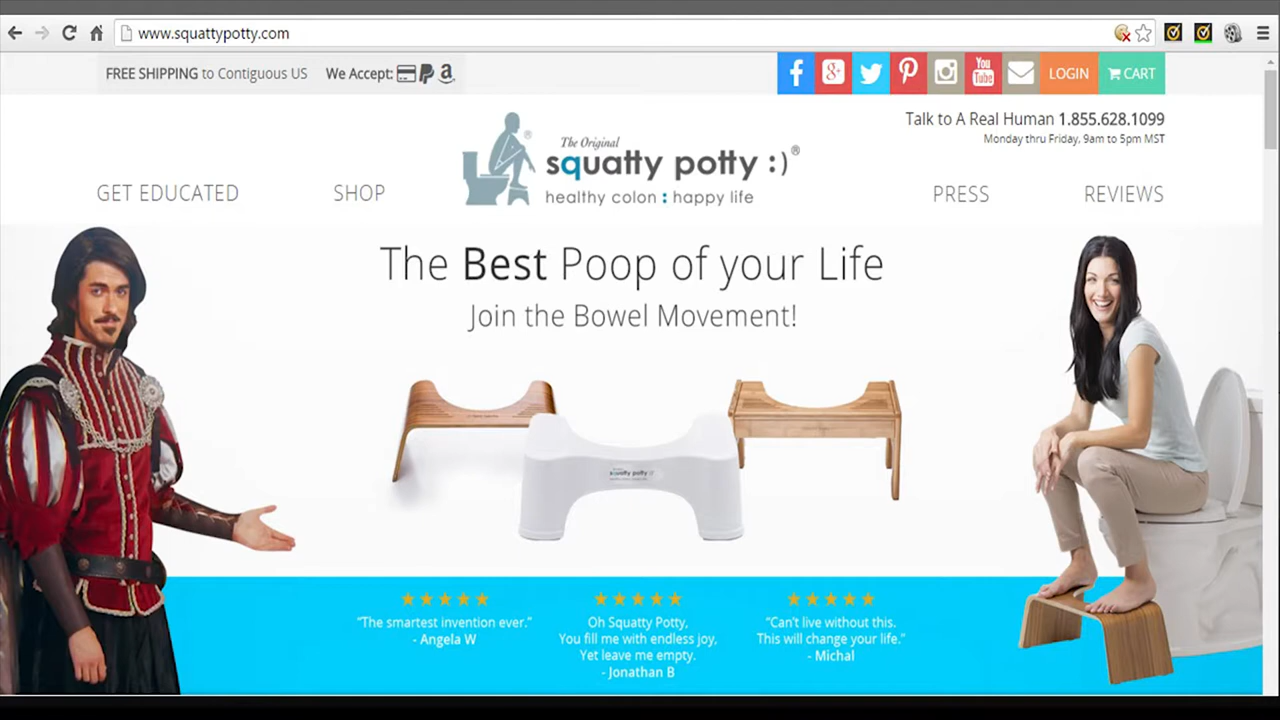 www.squattypotty.com
FREE SHIPPING to Contiguous US We Accept:
You Tube
LOGIN
CART
Talk to A Real Human 1.855.628.1099
Monday thru Friday, 9am to 5pm MST
The Original
squatty potty :)®
healthy colon : happy life
GET EDUCATED
SHOP
PRESS
REVIEWS
The Best Poop of your Life
Join the Bowel Movement!
squatty potty :)
“The smartest invention ever.”
- Angela W
Oh Squatty Potty,
You fill me with endless joy,
Yet leave me empty.
- Jonathan B
“Can't live without this.
This will change your life.”
- Michal